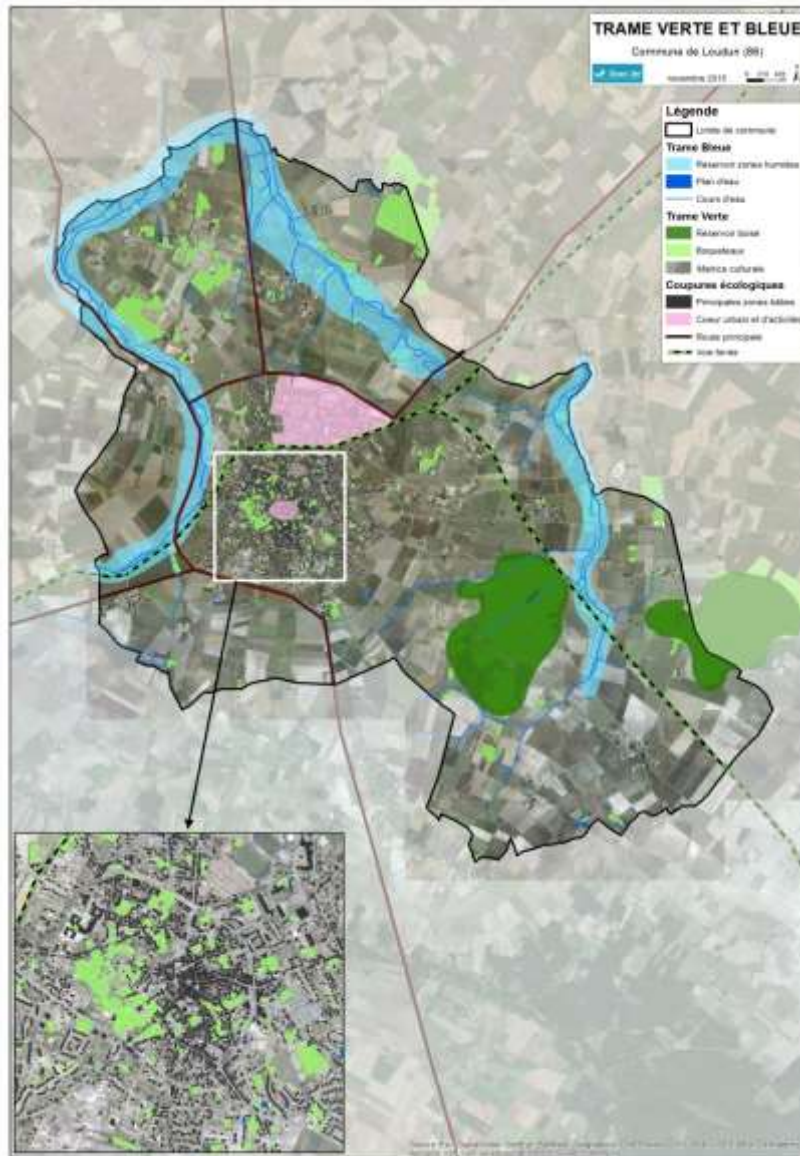 TRAME VERTE ET BLEUE
Commune de Loudun (86)
novembre 2015
Légende
Limite de commune
Trame Bleue
Réservoir zones humides
Plan d'eau
Cours d'eau
Trame Verte
Réservoir boisé
Bosqueteaux
Matrice culturale
Coupures écologiques
Principales zones bâties
Coeur urbain et d'activités
Route principale
Voie ferrée